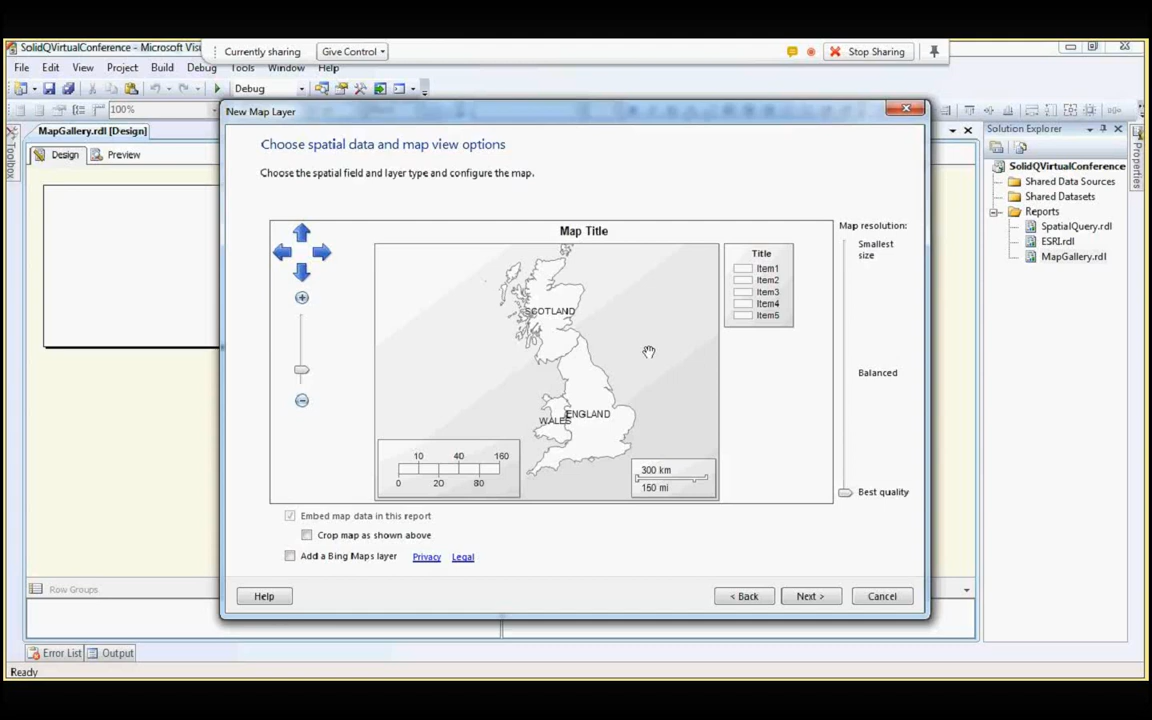 SolidQVirtualConference - Microsoft Visu
Currently sharing
Give Control
Stop Sharing
File Edit View Project Build Debug Tools Window Help
Debug
100%
MapGallery.rdl [Design]
Design
Preview
Toolbox
New Map Layer
Choose spatial data and map view options
Choose the spatial field and layer type and configure the map.
Map Title
SCOTLAND
ENGLAND
WALES
Title
Item1
Item2
Item3
Item4
Item5
10 40 160
0 20 80
300 km
150 mi
Map resolution:
Smallest
size
Balanced
Best quality
Embed map data in this report
Crop map as shown above
Add a Bing Maps layer Privacy Legal
Help
< Back
Next >
Cancel
Solution Explorer
SolidQVirtualConference
Shared Data Sources
Shared Datasets
Reports
SpatialQuery.rdl
ESRI.rdl
MapGallery.rdl
Properties
Row Groups
Error List
Output
Ready